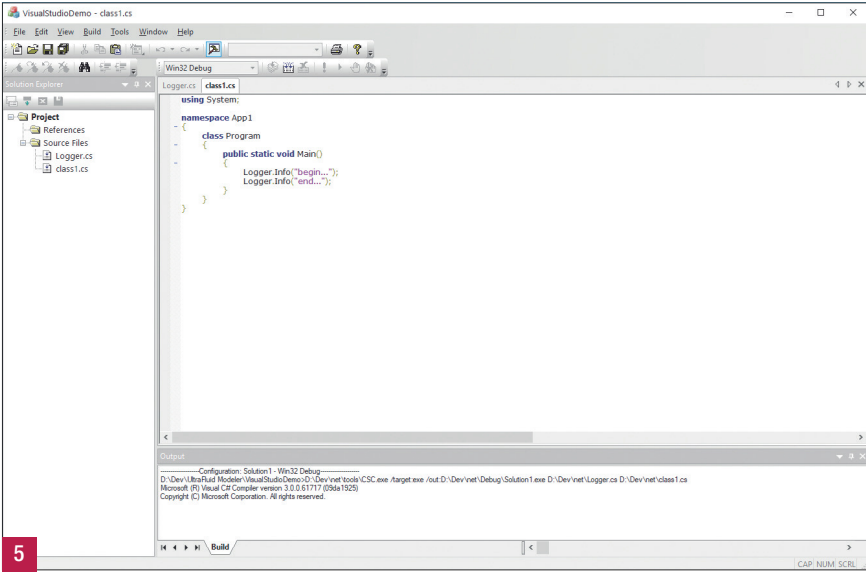 VisualStudioDemo - class1.cs
File Edit View Build Tools Window Help
Win32 Debug
Solution Explorer
Logger.cs class1.cs
Project
References
Source Files
Logger.cs
class1.cs
using System;
namespace App1
{
class Program
{
public static void Main()
{
Logger.Info("begin...");
Logger.Info("end...");
}
}
}
Output
------------------Configuration: Solution1 - Win32 Debug------------------
D:\Dev\UltraFluid Modeler\VisualStudioDemo>D:\Dev\net\tools\CSC.exe /target:exe /out:D:\Dev\net\Debug\Solution1.exe D:\Dev\net\Logger.cs D:\Dev\net\class1.cs
Microsoft (R) Visual C# Compiler version 3.0.0.61717 (09da1925)
Copyright (C) Microsoft Corporation. All rights reserved.
Build
5
CAP NUM SCRL